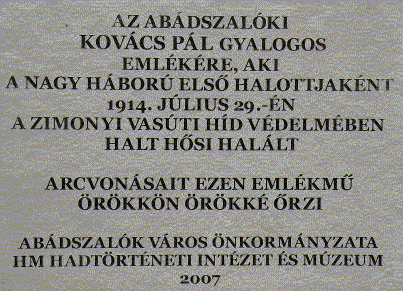 AZ ABÁDSZALÓKI
KOVÁCS PÁL GYALOGOS
EMLÉKÉRE, AKI
A NAGY HÁBORÚ ELSŐ HALOTTJAKÉNT
1914. JÚLIUS 29.-ÉN
A ZIMONYI VASÚTI HÍD VÉDELMÉBEN
HALT HŐSI HALÁLT
ARCVONÁSAIT EZEN EMLÉKMŰ
ÖRÖKKÖN ÖRÖKKÉ ŐRZI
ABÁDSZALÓK VÁROS ÖNKORMÁNYZATA
HM HADTÖRTÉNETI INTÉZET ÉS MÚZEUM
2007